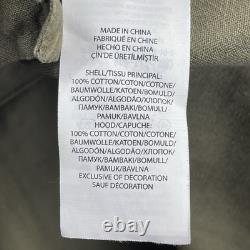 MADE IN CHINA
FABRIQUÉ EN CHINE
HECHO EN CHINA
ÇİN'DE ÜRETİLMİŞTİR
SHELL/TISSU PRINCIPAL:
100% COTTON/COTON/COTONE/
BAUMWOLLE/KATOEN/BOMULD/
ALGODÓN/ALGODÃO/ХЛОПОК/
ПАМУК/BAMBAKI/BOMULL/
PAMUK/BAVLNA
HOOD/CAPUCHE:
100% COTTON/COTON/COTONE/
BAUMWOLLE/KATOEN/BOMULD/
ALGODÓN/ALGODÃO/ХЛОПОК/
ПАМУК/BAMBAKI/BOMULL/
PAMUK/BAVLNA
EXCLUSIVE OF DECORATION
SAUF DÉCORATION
© 111bc.com